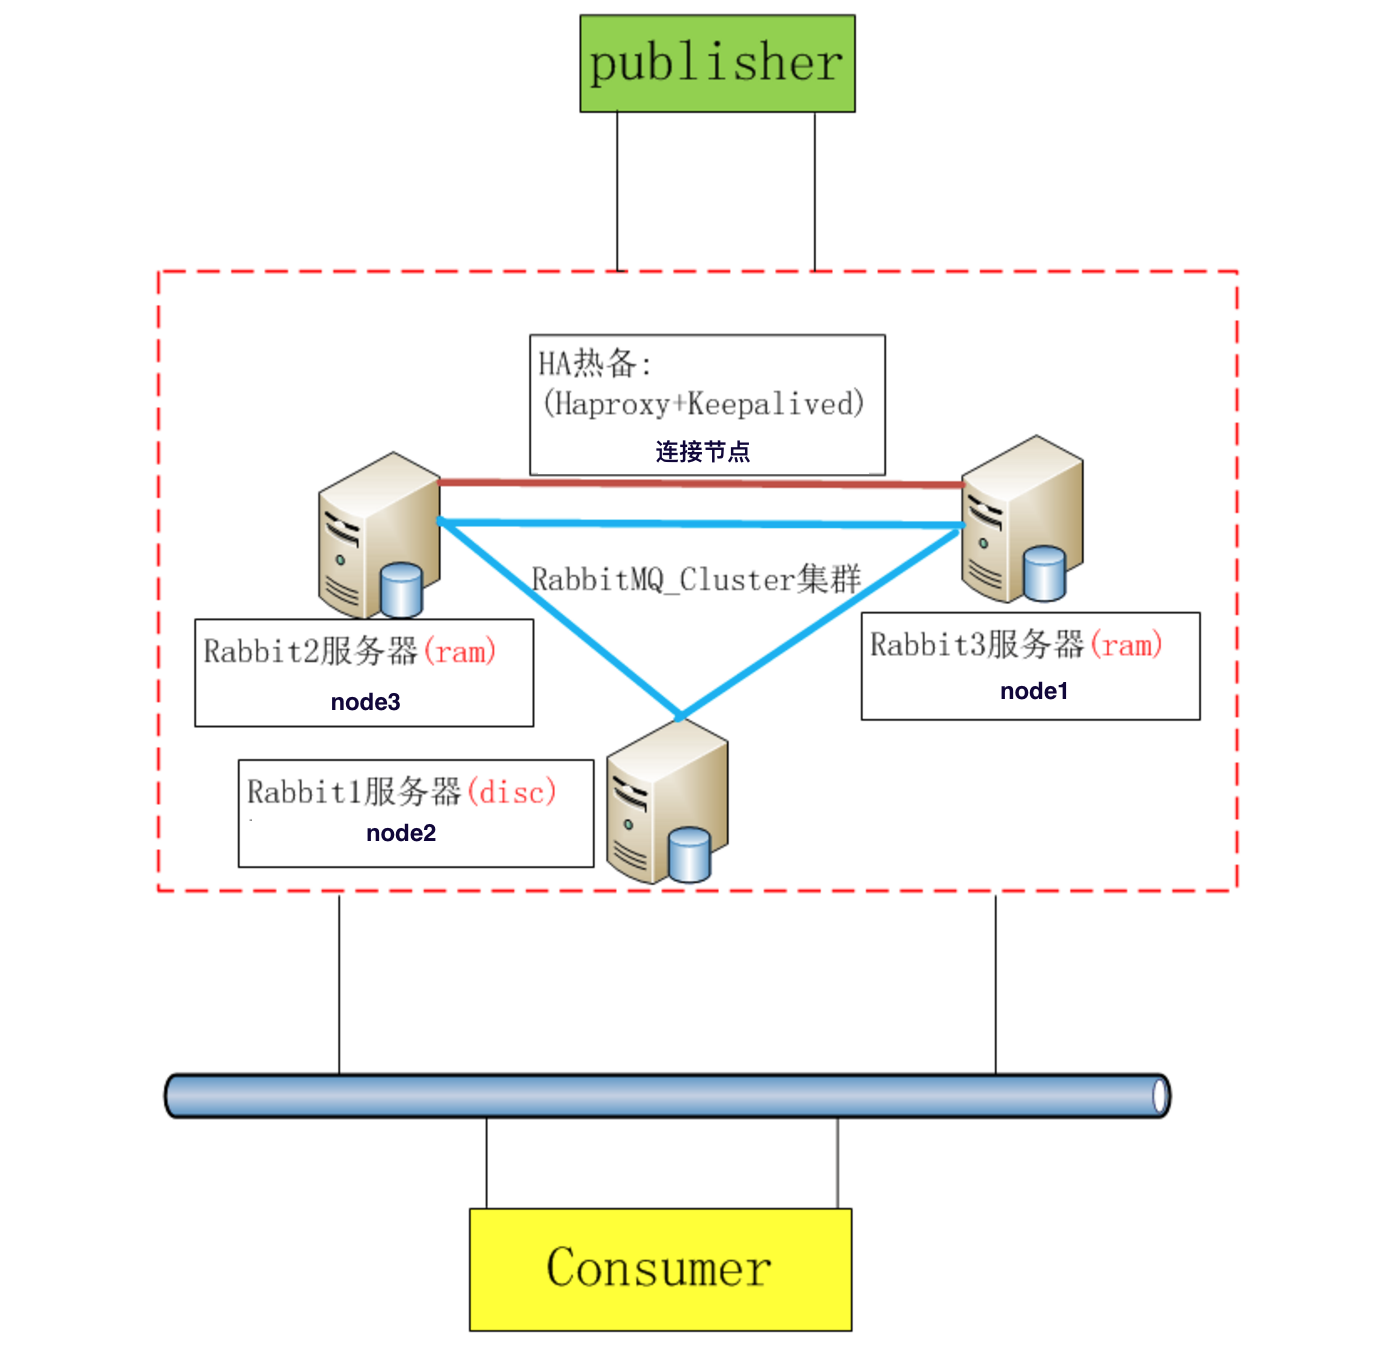 publisher
HA热备:
(Haproxy+Keepalived)
连接节点
RabbitMQ_Cluster集群
Rabbit2服务器(ram)
node3
Rabbit3服务器(ram)
node1
Rabbit1服务器(disc)
node2
Consumer